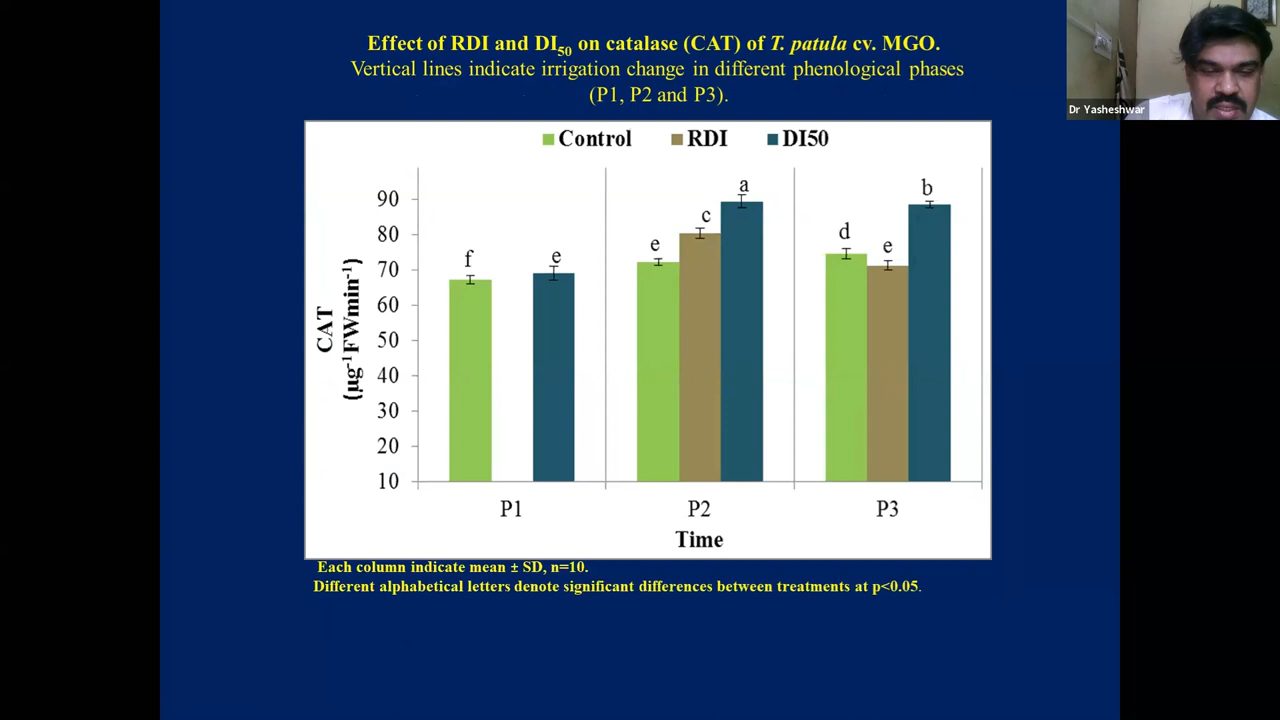 Effect of RDI and DI50 on catalase (CAT) of T. patula cv. MGO.
Vertical lines indicate irrigation change in different phenological phases
(P1, P2 and P3).
Dr Yasheshwar
Control RDI DI50
90
80
70
60
50
40
30
20
10
CAT
(µg-1FWmin-1)
f
e
e
c
a
d
e
b
P1 P2 P3
Time
Each column indicate mean ± SD, n=10.
Different alphabetical letters denote significant differences between treatments at p<0.05.